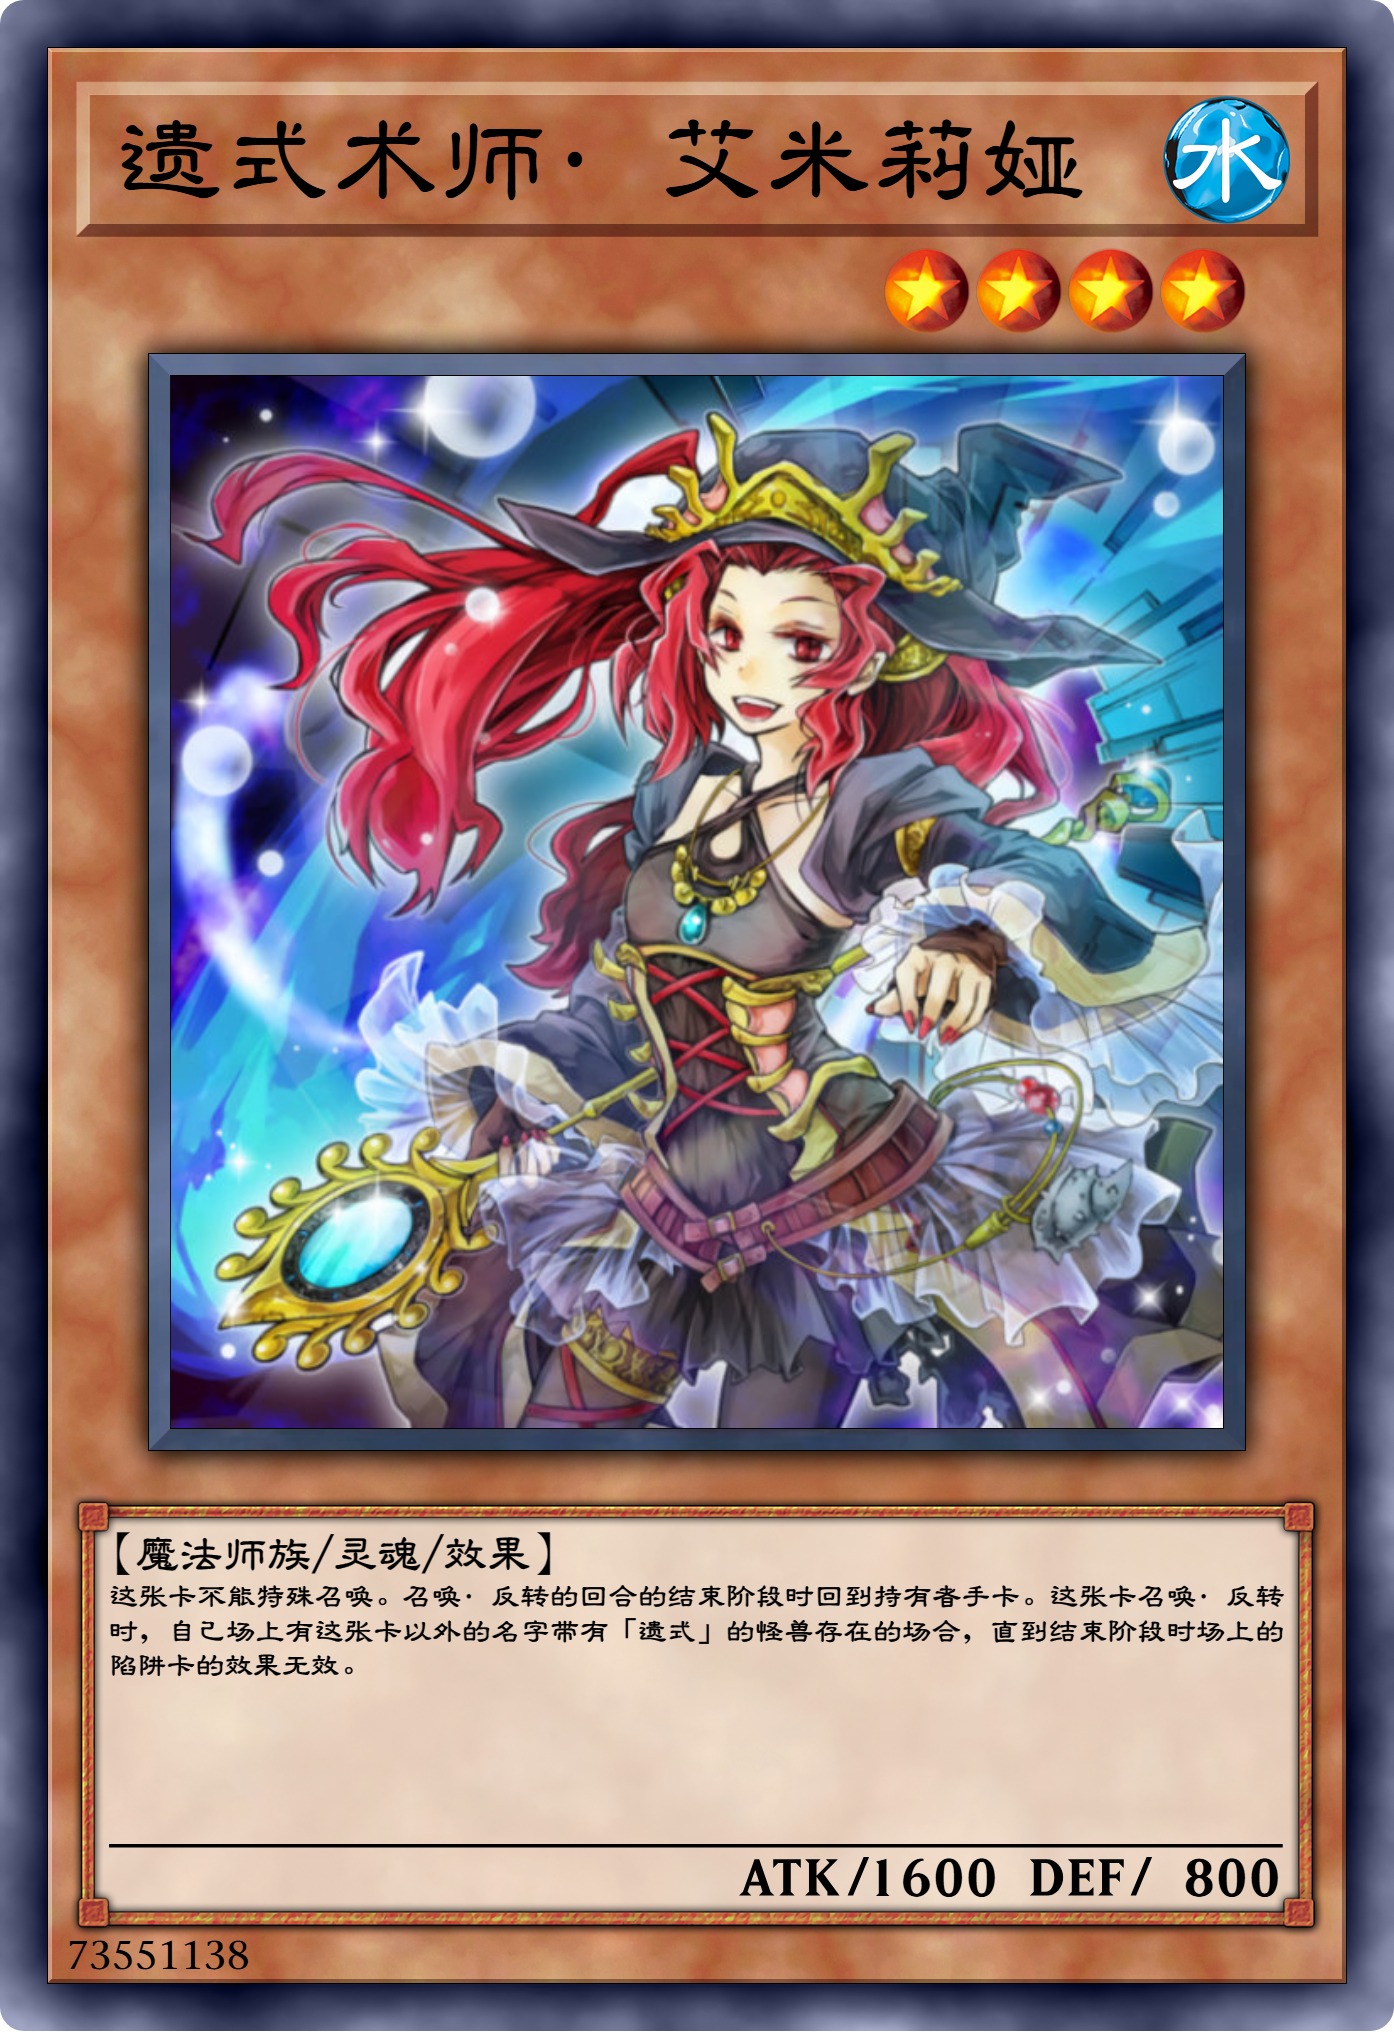 遗式术师· 艾米莉娅
水
【魔法师族/灵魂/效果】
这张卡不能特殊召唤。召唤·反转的回合的结束阶段时回到持有者手卡。这张卡召唤·反转
时，自己场上有这张卡以外的名字带有「遗式」的怪兽存在的场合，直到结束阶段时场上的
陷阱卡的效果无效。
ATK/1600 DEF/ 800
73551138